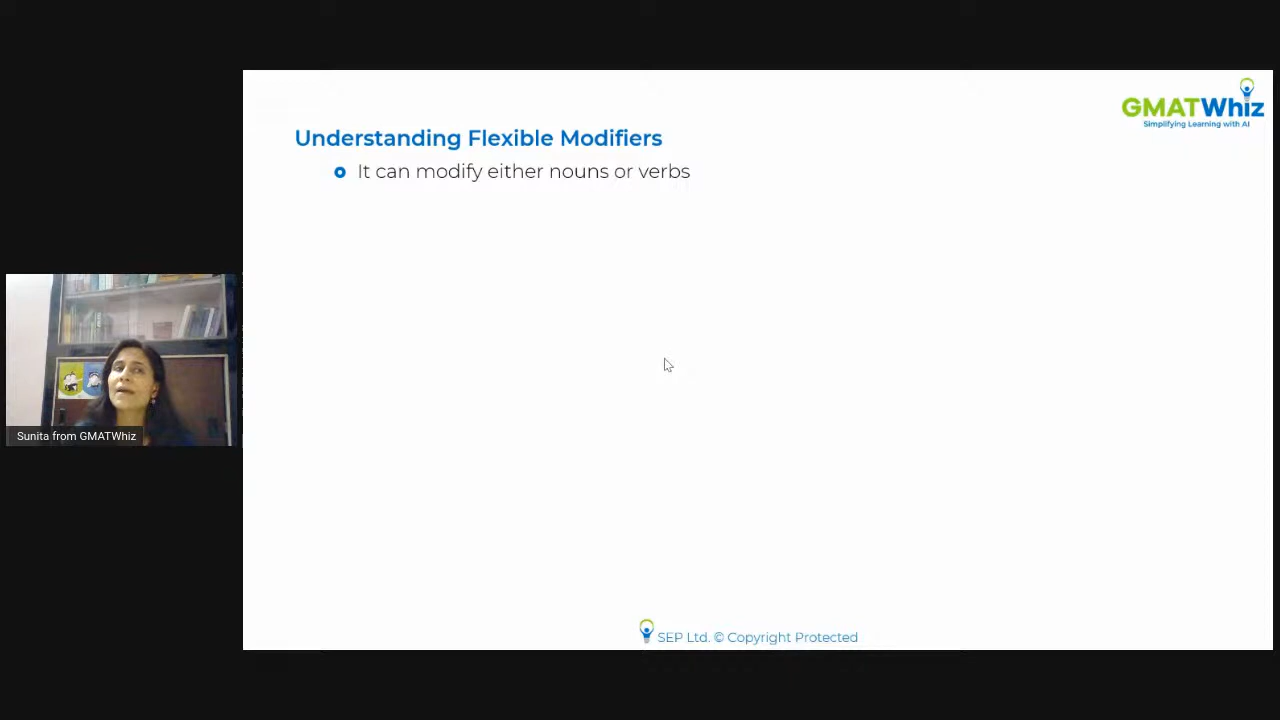 GMATWhiz
Simplifying Learning with AI
Understanding Flexible Modifiers
It can modify either nouns or verbs
Sunita from GMATWhiz
SEP Ltd. © Copyright Protected